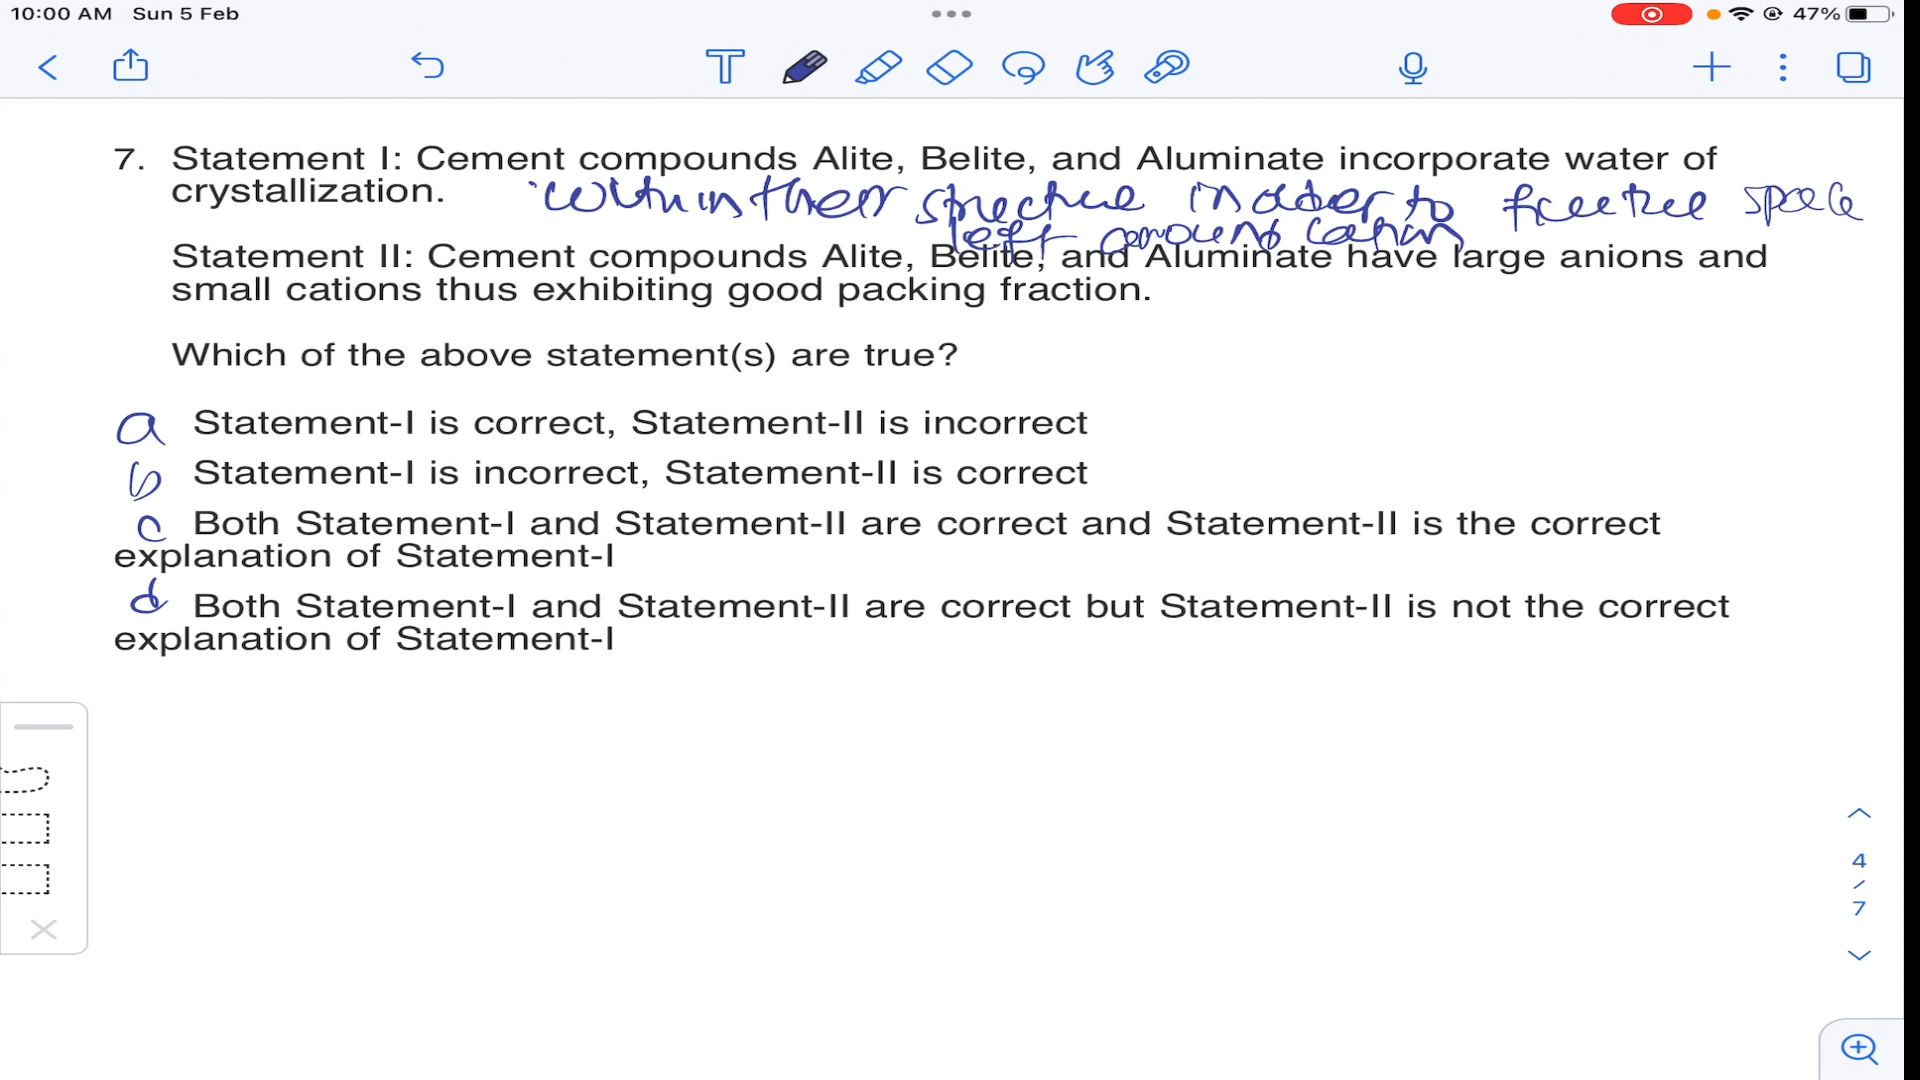 10:00 AM Sun 5 Feb
47%
7. Statement I: Cement compounds Alite, Belite, and Aluminate incorporate water of
crystallization. within their structure in order to free the space
left around cation
Statement II: Cement compounds Alite, Belite, and Aluminate have large anions and
small cations thus exhibiting good packing fraction.
Which of the above statement(s) are true?
a Statement-I is correct, Statement-II is incorrect
b Statement-I is incorrect, Statement-II is correct
c Both Statement-I and Statement-II are correct and Statement-II is the correct
explanation of Statement-I
d Both Statement-I and Statement-II are correct but Statement-II is not the correct
explanation of Statement-I
4
/
7